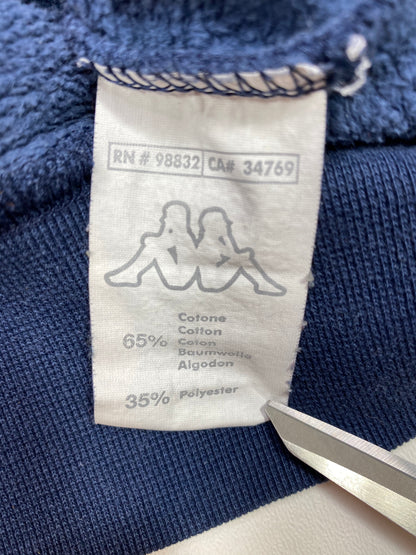 RN # 98832 CA# 34769
Cotone
Cotton
65% Coton
Baumwolle
Algodon
35% Polyester